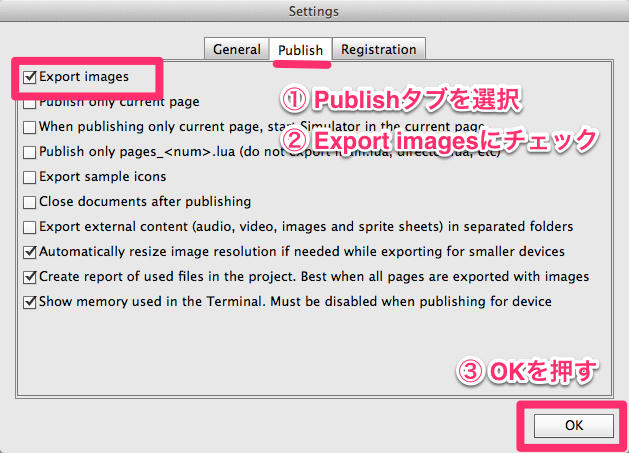 Settings
General Publish Registration
Export images
Publish only current page
① Publishタブを選択
When publishing only current page, start Simulator in the current page
② Export imagesにチェック
Publish only pages_<num>.lua (do not export main.lua, director.lua, etc)
Export sample icons
Close documents after publishing
Export external content (audio, video, images and sprite sheets) in separated folders
Automatically resize image resolution if needed while exporting for smaller devices
Create report of used files in the project. Best when all pages are exported with images
Show memory used in the Terminal. Must be disabled when publishing for device
③ OKを押す
OK